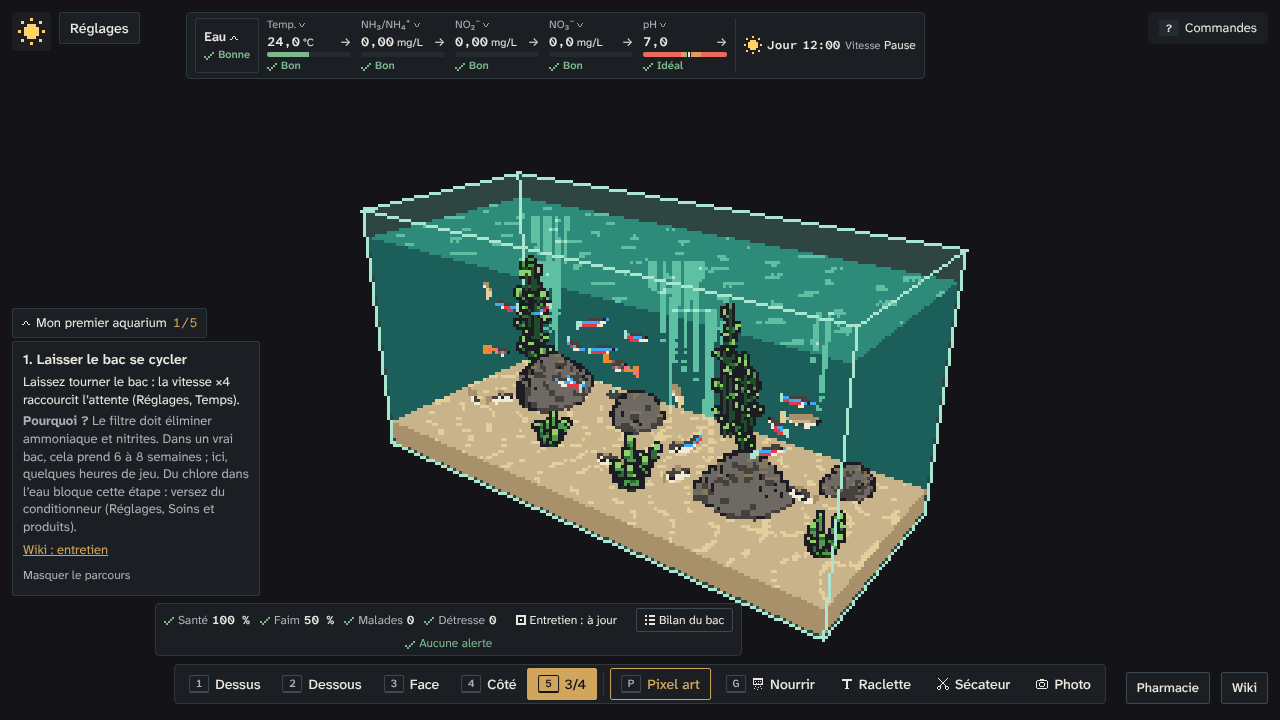 Réglages
Eau
Bonne
Temp.
24,0 °C
Bon
NH₃/NH₄⁺
0,00 mg/L
Bon
NO₂⁻
0,00 mg/L
Bon
NO₃⁻
0,0 mg/L
Bon
pH
7,0
Idéal
Jour 12:00 Vitesse Pause
? Commandes
Mon premier aquarium 1/5
1. Laisser le bac se cycler
Laissez tourner le bac : la vitesse ×4
raccourcit l'attente (Réglages, Temps).
Pourquoi ? Le filtre doit éliminer
ammoniaque et nitrites. Dans un vrai
bac, cela prend 6 à 8 semaines ; ici,
quelques heures de jeu. Du chlore dans
l'eau bloque cette étape : versez du
conditionneur (Réglages, Soins et
produits).
Wiki : entretien
Masquer le parcours
Santé 100 % Faim 50 % Malades 0 Détresse 0 Entretien : à jour Bilan du bac
Aucune alerte
1 Dessus 2 Dessous 3 Face 4 Côté 5 3/4 P Pixel art G Nourrir Raclette Sécateur Photo
Pharmacie Wiki